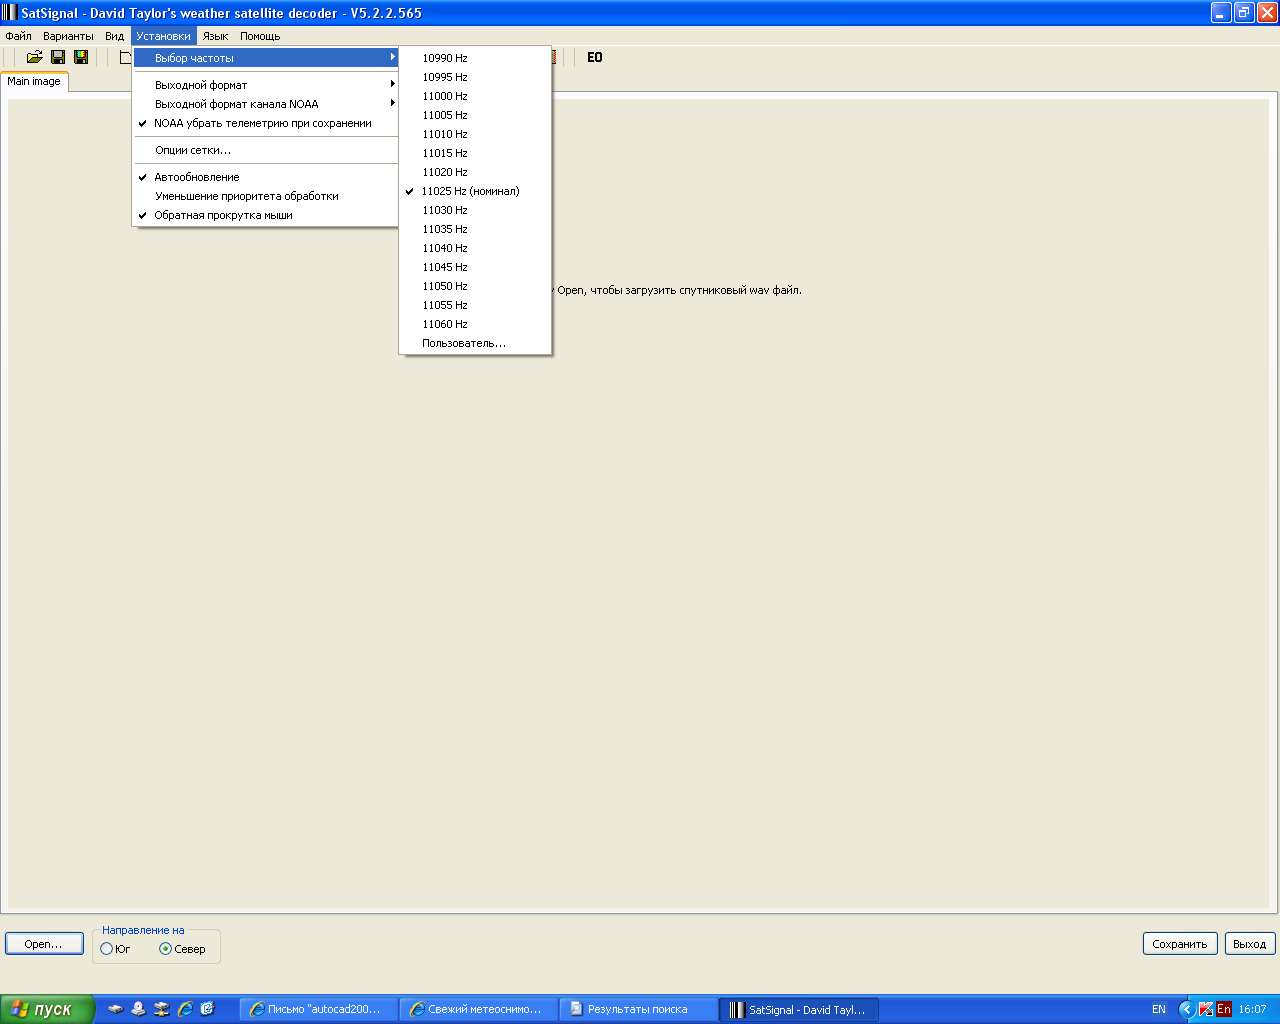 SatSignal - David Taylor's weather satellite decoder - V5.2.2.565
Файл Варианты Вид Установки Язык Помощь
EO
Main image
Выбор частоты
Выходной формат
Выходной формат канала NOAA
NOAA убрать телеметрию при сохранении
Опции сетки...
Автообновление
Уменьшение приоритета обработки
Обратная прокрутка мыши
10990 Hz
10995 Hz
11000 Hz
11005 Hz
11010 Hz
11015 Hz
11020 Hz
11025 Hz (номинал)
11030 Hz
11035 Hz
11040 Hz
11045 Hz
11050 Hz
11055 Hz
11060 Hz
Пользователь...
Open, чтобы загрузить спутниковый wav файл.
Open...
Направление на
Юг Север
Сохранить Выход
пуск
Письмо "autocad200...
Свежий метеоснимо...
Результаты поиска
SatSignal - David Tayl...
EN
En 16:07